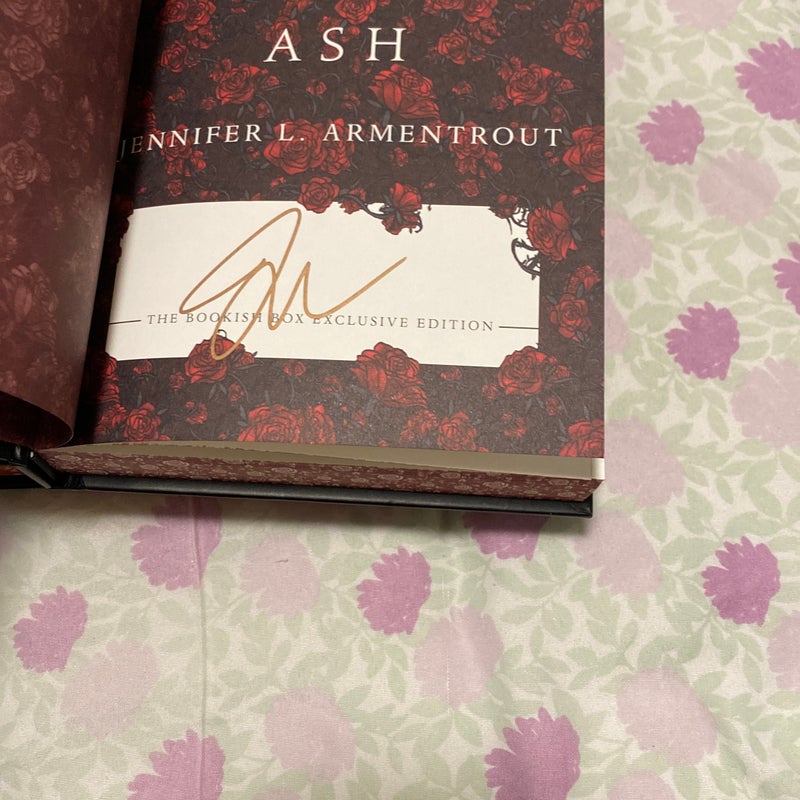 ASH
JENNIFER L. ARMENTROUT
THE BOOKISH BOX EXCLUSIVE EDITION